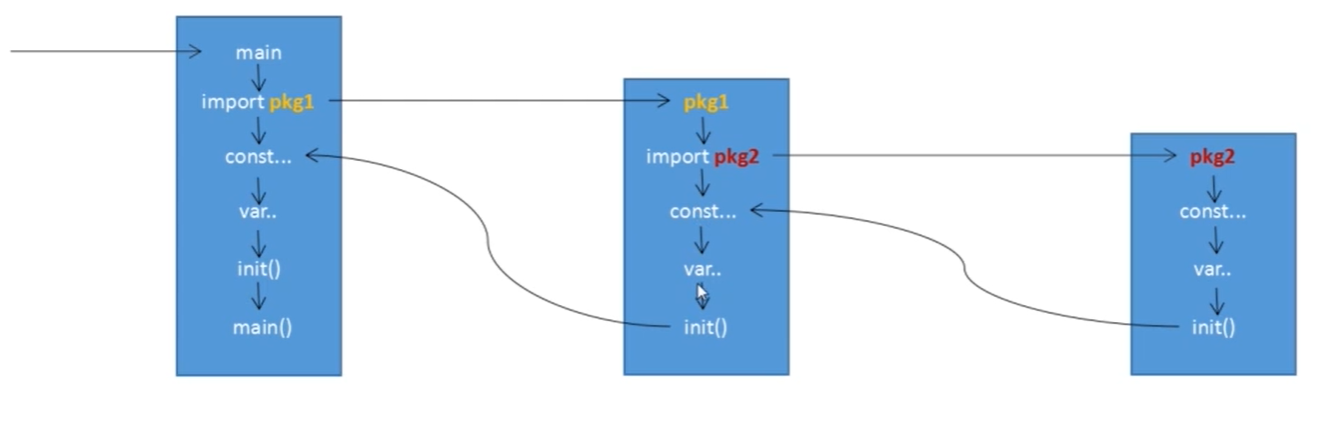 main
import pkg1
const...
var..
init()
main()
pkg1
import pkg2
const...
var..
init()
pkg2
const...
var..
init()